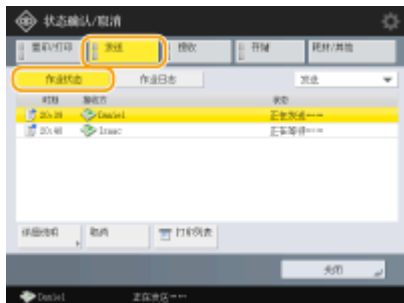 状态确认/取消
复印/打印 发送 接收 存储 耗材/其他
作业状态 作业日志 发送
时间 接收方 状态
20:39 Daniel 正在发送……
20:40 Isaac 正在等待……
详细信息 取消 打印列表
关闭
Daniel 正在发送……